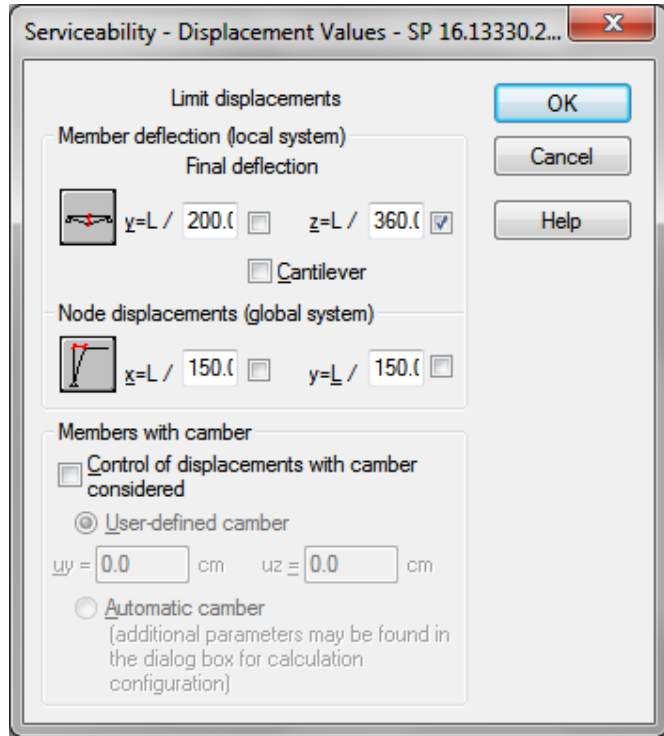 Serviceability - Displacement Values - SP 16.13330.2...
Limit displacements
OK
Member deflection (local system)
Final deflection
Cancel
y=L / 200.( z=L / 360.(
Help
Cantilever
Node displacements (global system)
x=L / 150.( y=L / 150.(
Members with camber
Control of displacements with camber
considered
User-defined camber
uy = 0.0 cm uz = 0.0 cm
Automatic camber
(additional parameters may be found in
the dialog box for calculation
configuration)